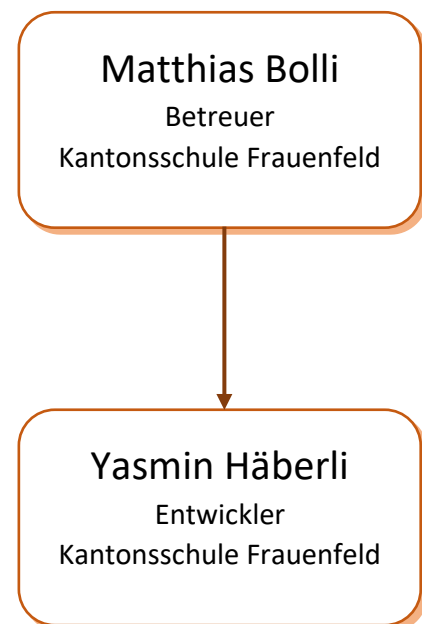 Matthias Bolli
Betreuer
Kantonsschule Frauenfeld
Yasmin Häberli
Entwickler
Kantonsschule Frauenfeld